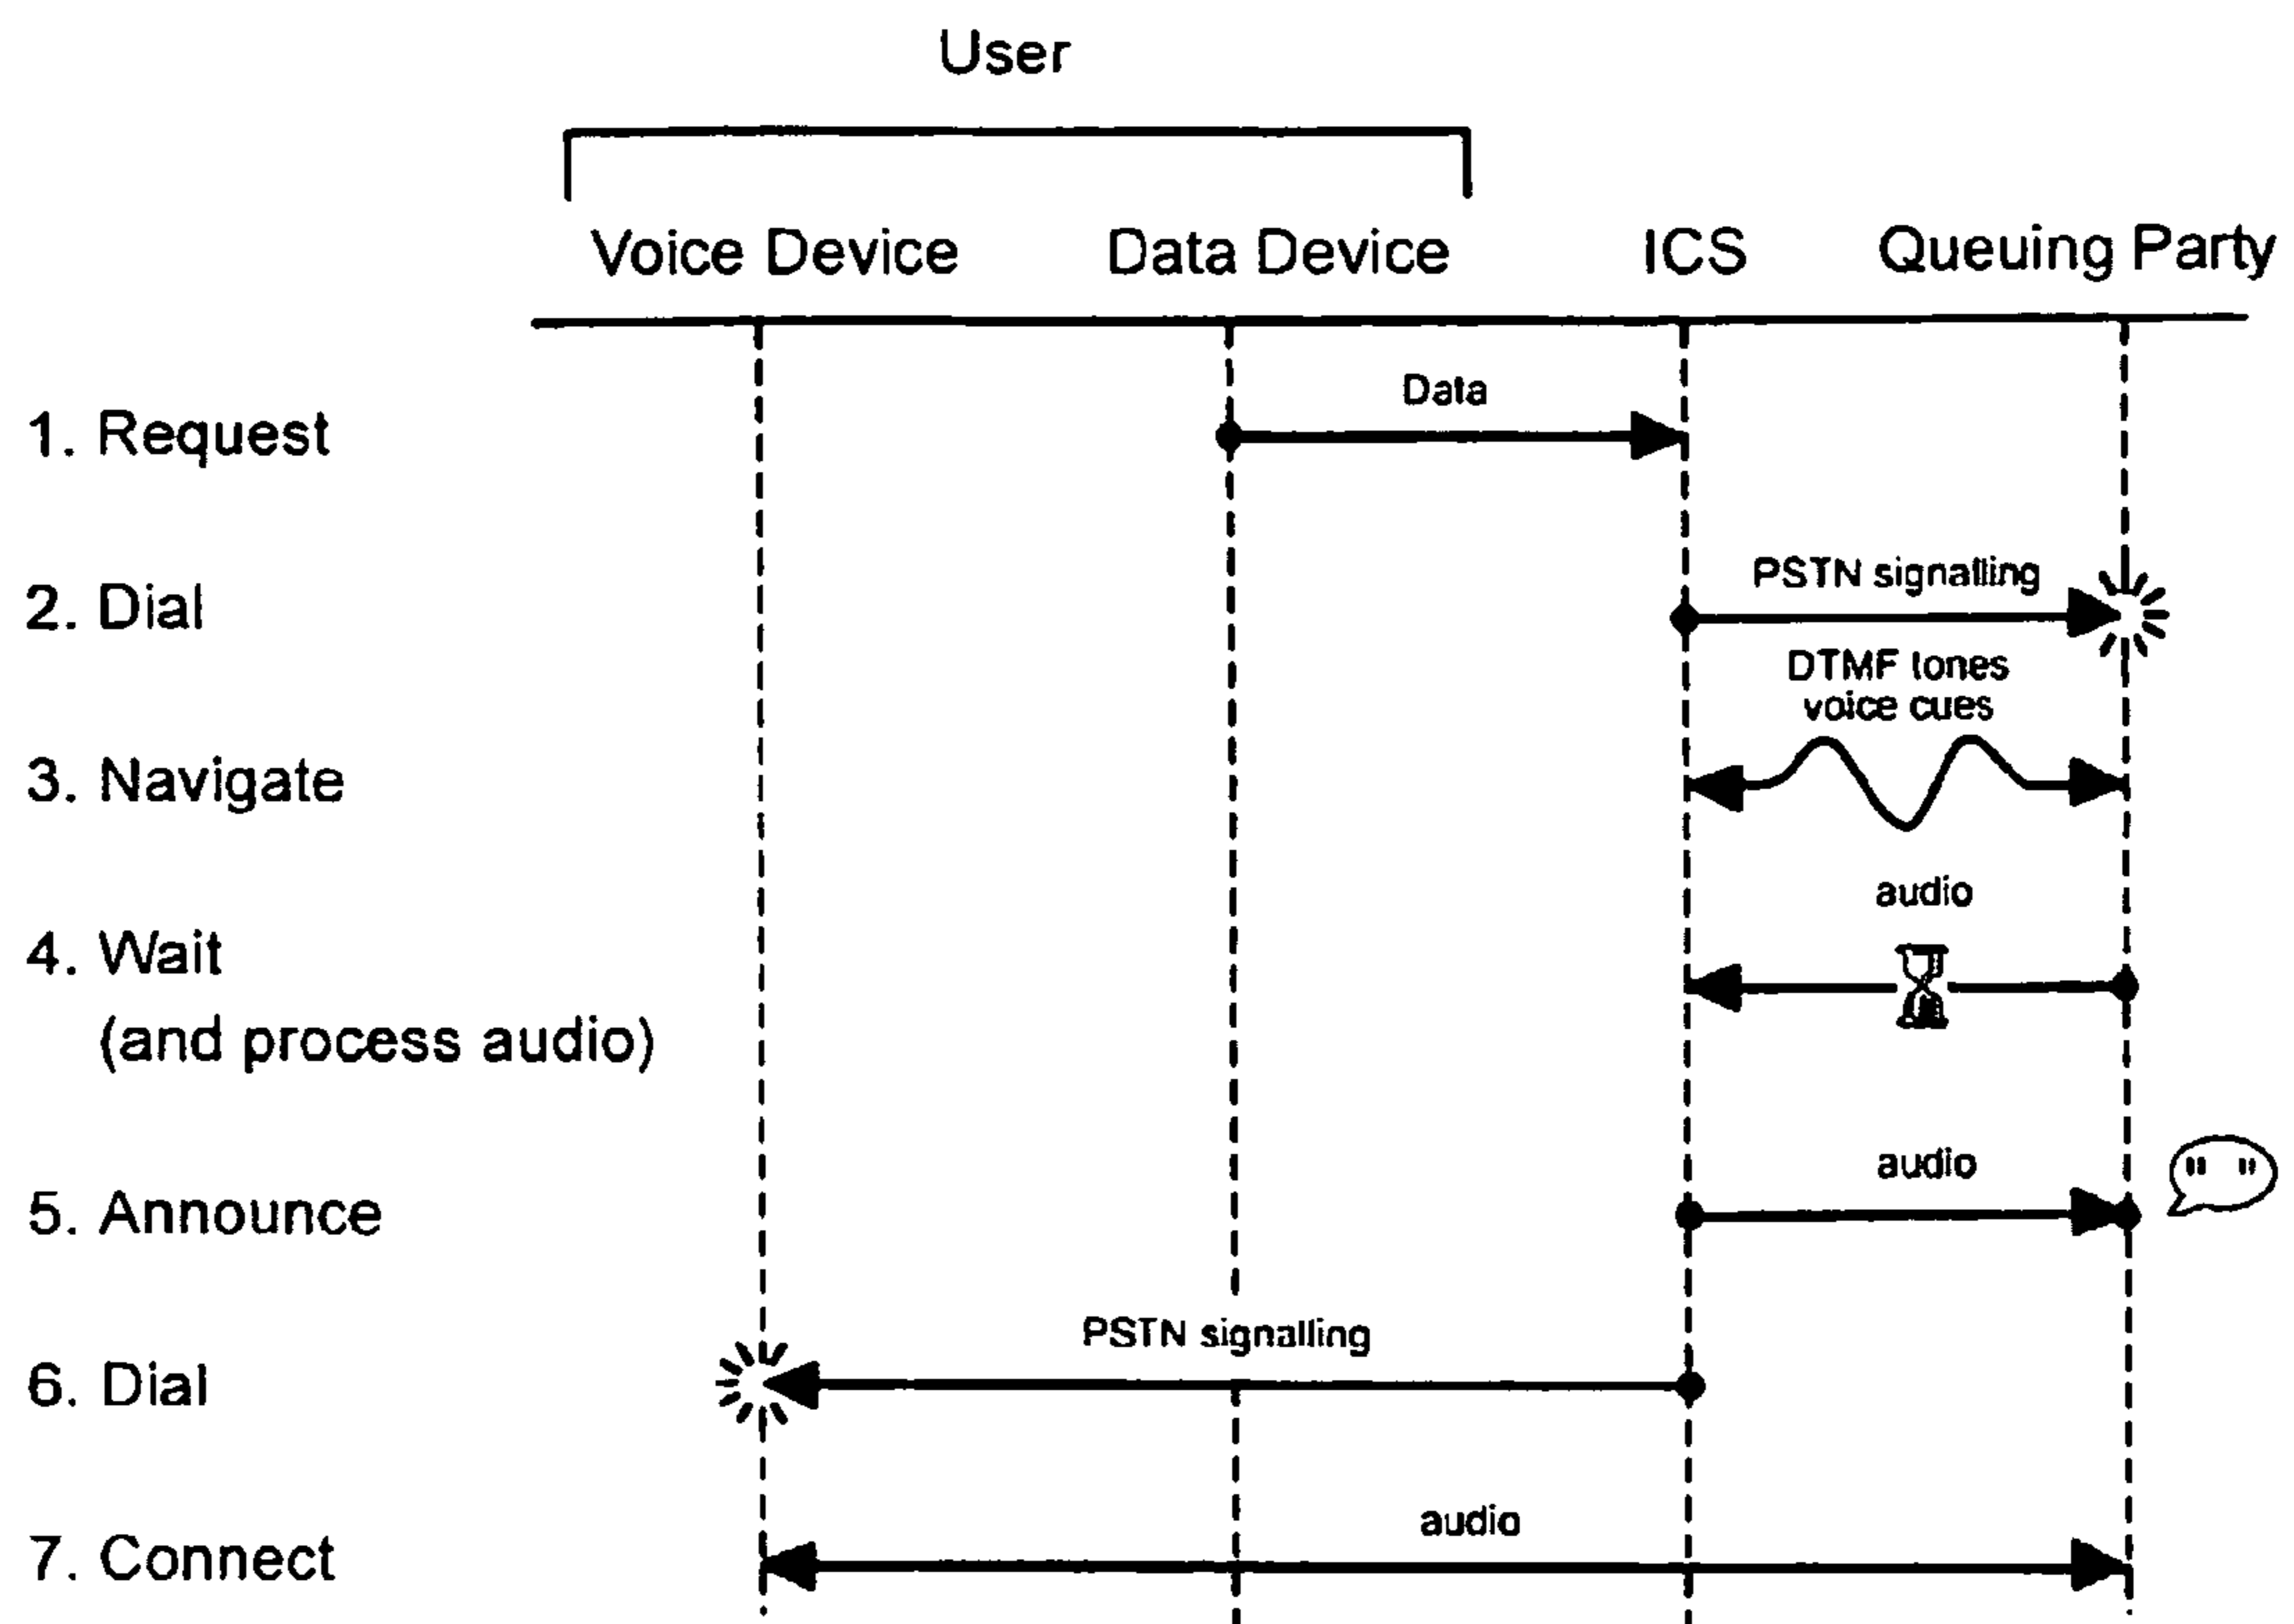 User
Voice Device Data Device ICS Queuing Party
Data
1. Request
PSTN signalling
2. Dial
DTMF tones
voice cues
3. Navigate
audio
4. Wait
(and process audio)
audio
" "
5. Announce
PSTN signalling
6. Dial
audio
7. Connect